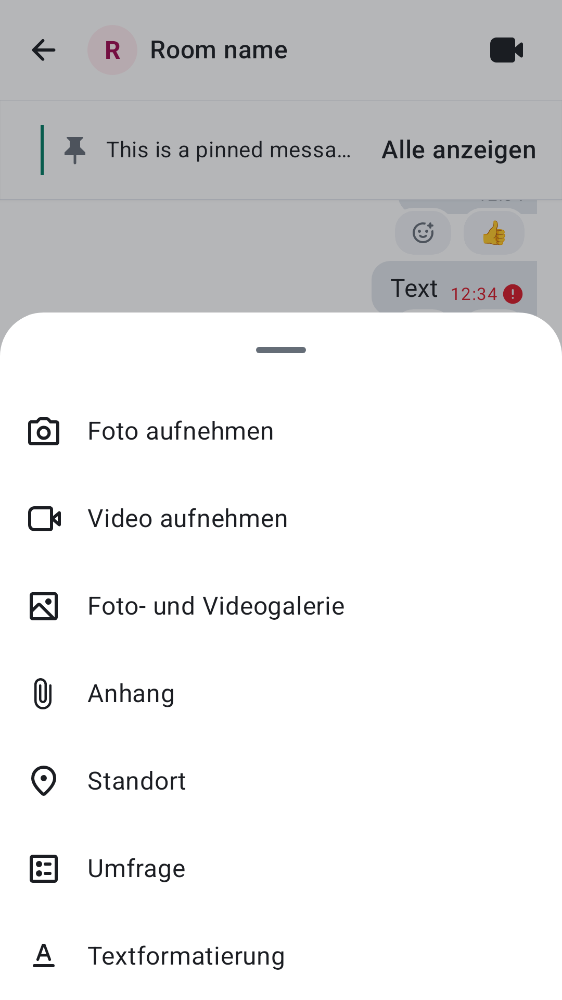 R Room name
This is a pinned messa... Alle anzeigen
Text 12:34
Foto aufnehmen
Video aufnehmen
Foto- und Videogalerie
Anhang
Standort
Umfrage
Textformatierung